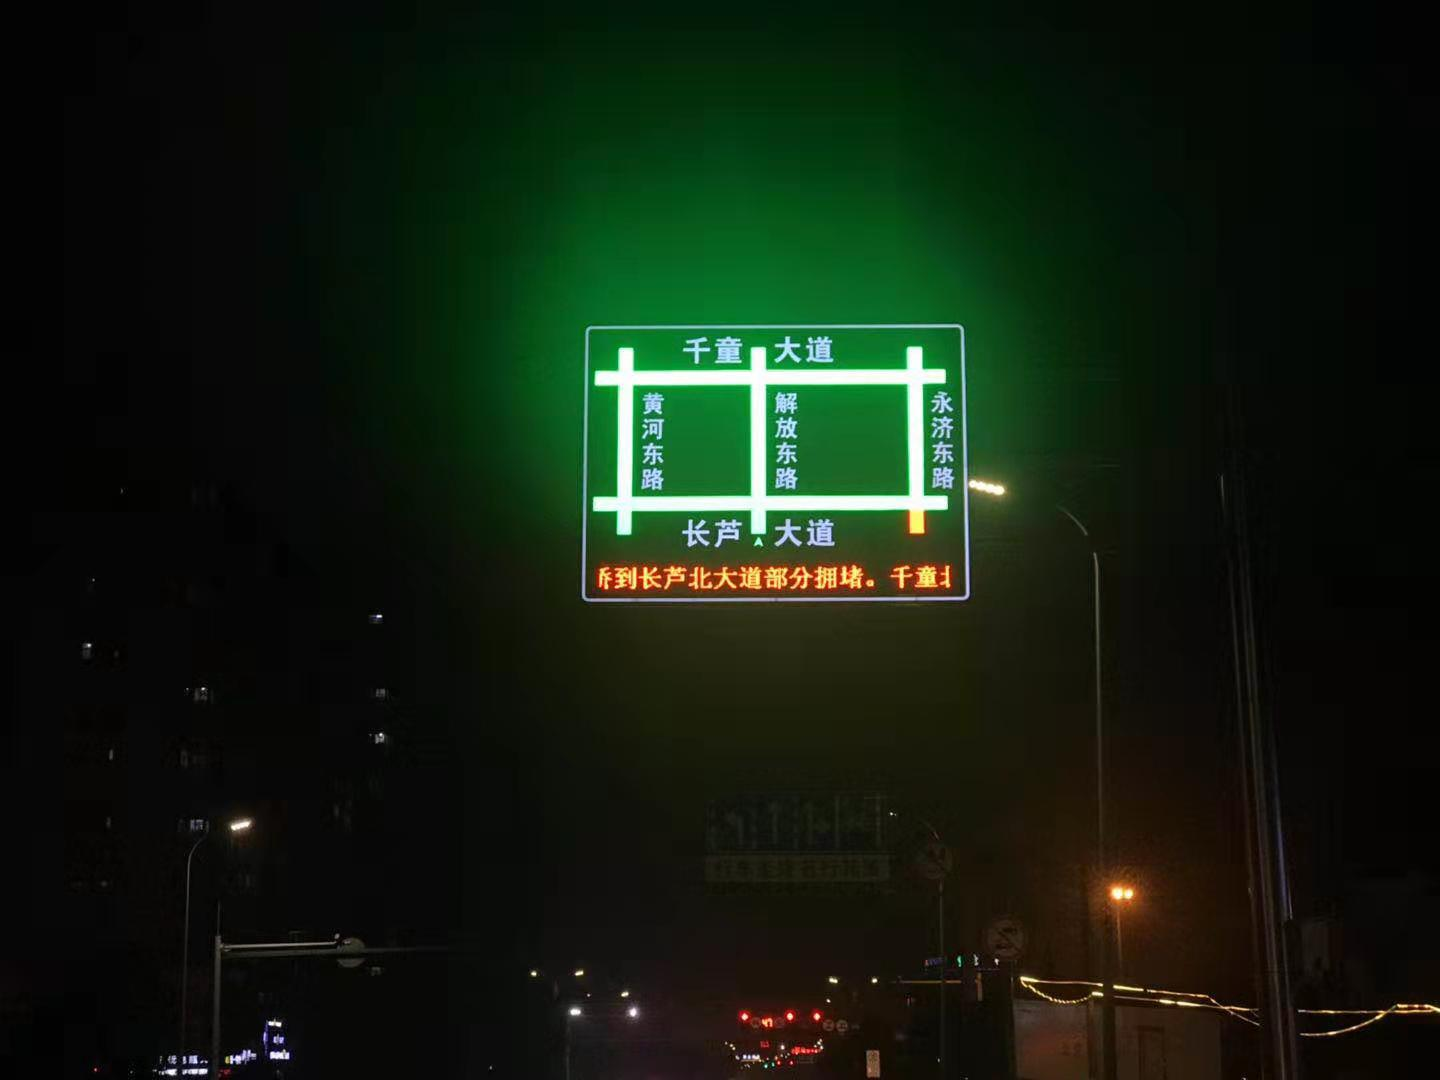 千童 大道
黄河东路
解放东路
永济东路
长芦 大道
到长芦北大道部分拥堵。千童
47